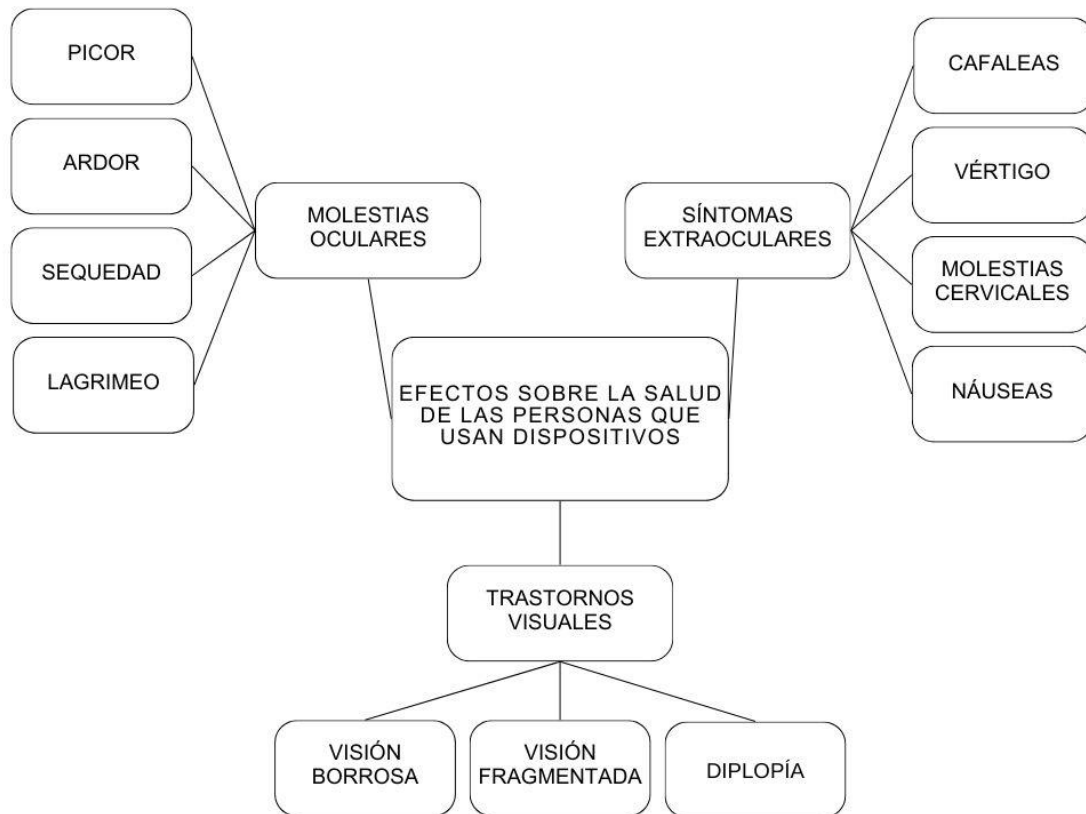 PICOR
ARDOR
SEQUEDAD
LAGRIMEO
MOLESTIAS
OCULARES
SÍNTOMAS
EXTRAOCULARES
CAFALEAS
VÉRTIGO
MOLESTIAS
CERVICALES
NÁUSEAS
EFECTOS SOBRE LA SALUD
DE LAS PERSONAS QUE
USAN DISPOSITIVOS
TRASTORNOS
VISUALES
VISIÓN
BORROSA
VISIÓN
FRAGMENTADA
DIPLOPÍA